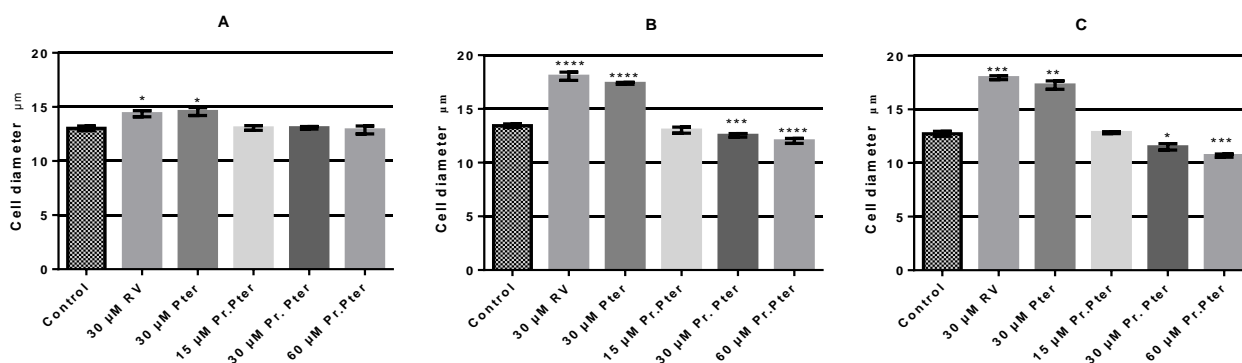 A
Cell diameter µm
20
15
10
5
0
*
*
Control
30 µM RV
30 µM Pter
15 µM Pr.Pter
30 µM Pr. Pter
60 µM Pr.Pter
B
Cell diameter µm
20
15
10
5
0
****
****
***
****
Control
30 µM RV
30 µM Pter
15 µM Pr.Pter
30 µM Pr. Pter
60 µM Pr.Pter
C
Cell diameter µm
20
15
10
5
0
***
**
*
***
Control
30 µM RV
30 µM Pter
15 µM Pr.Pter
30 µM Pr. Pter
60 µM Pr.Pter